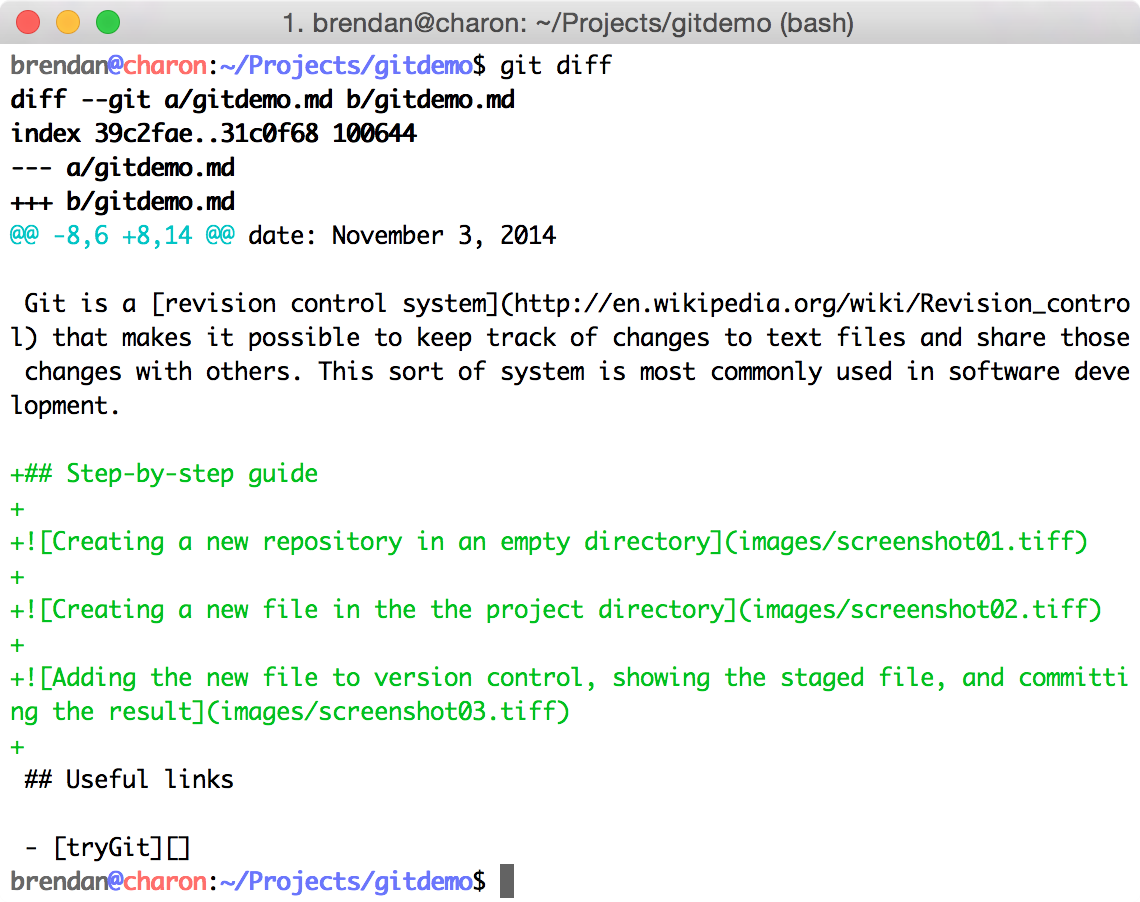 1. brendan@charon: ~/Projects/gitdemo (bash)
brendan@charon:~/Projects/gitdemo$ git diff
diff --git a/gitdemo.md b/gitdemo.md
index 39c2fae..31c0f68 100644
--- a/gitdemo.md
+++ b/gitdemo.md
@@ -8,6 +8,14 @@ date: November 3, 2014

 Git is a [revision control system](http://en.wikipedia.org/wiki/Revision_contro
l) that makes it possible to keep track of changes to text files and share those
 changes with others. This sort of system is most commonly used in software deve
lopment.

+## Step-by-step guide
+
+![Creating a new repository in an empty directory](images/screenshot01.tiff)
+
+![Creating a new file in the the project directory](images/screenshot02.tiff)
+
+![Adding the new file to version control, showing the staged file, and committi
ng the result](images/screenshot03.tiff)
+
 ## Useful links

 - [tryGit][]
brendan@charon:~/Projects/gitdemo$